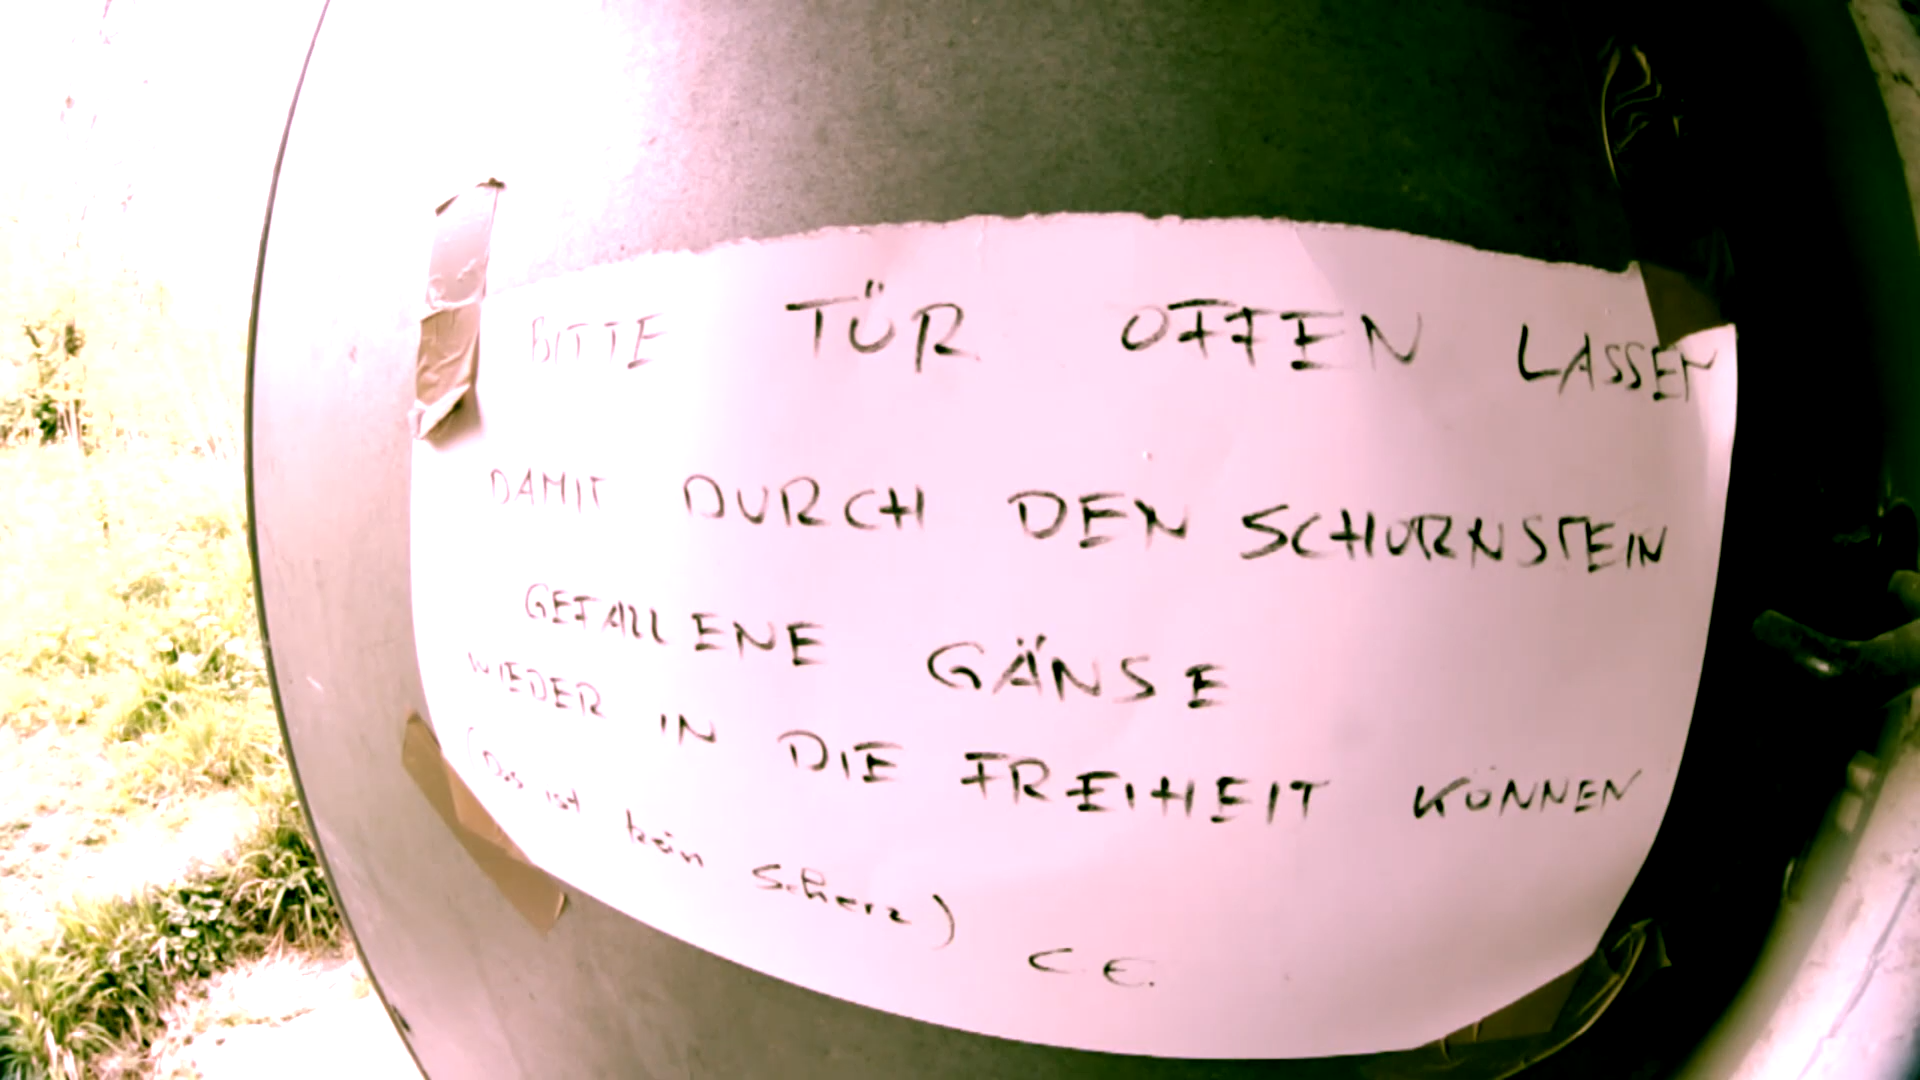 BITTE TÜR OFFEN LASSEN
DAMIT DURCH DEN SCHORNSTEIN
GEFALLENE GÄNSE
WIEDER IN DIE FREIHEIT KÖNNEN
(Das ist kein Scherz)
C E.